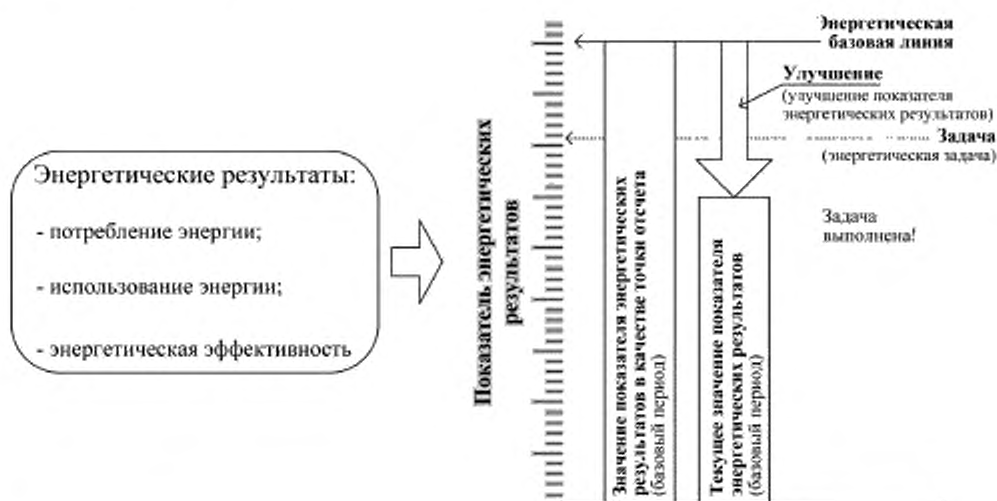 Энергетические результаты:
- потребление энергии;
- использование энергии;
- энергетическая эффективность
Показатель энергетических
результатов
Значение показателя энергетических
результатов в качестве точки отсчета
(базовый период)
Текущее значение показателя
энергетических результатов
(базовый период)
Энергетическая
базовая линия
Улучшение
(улучшение показателя
энергетических результатов)
Задача
(энергетическая задача)
Задача
выполнена!